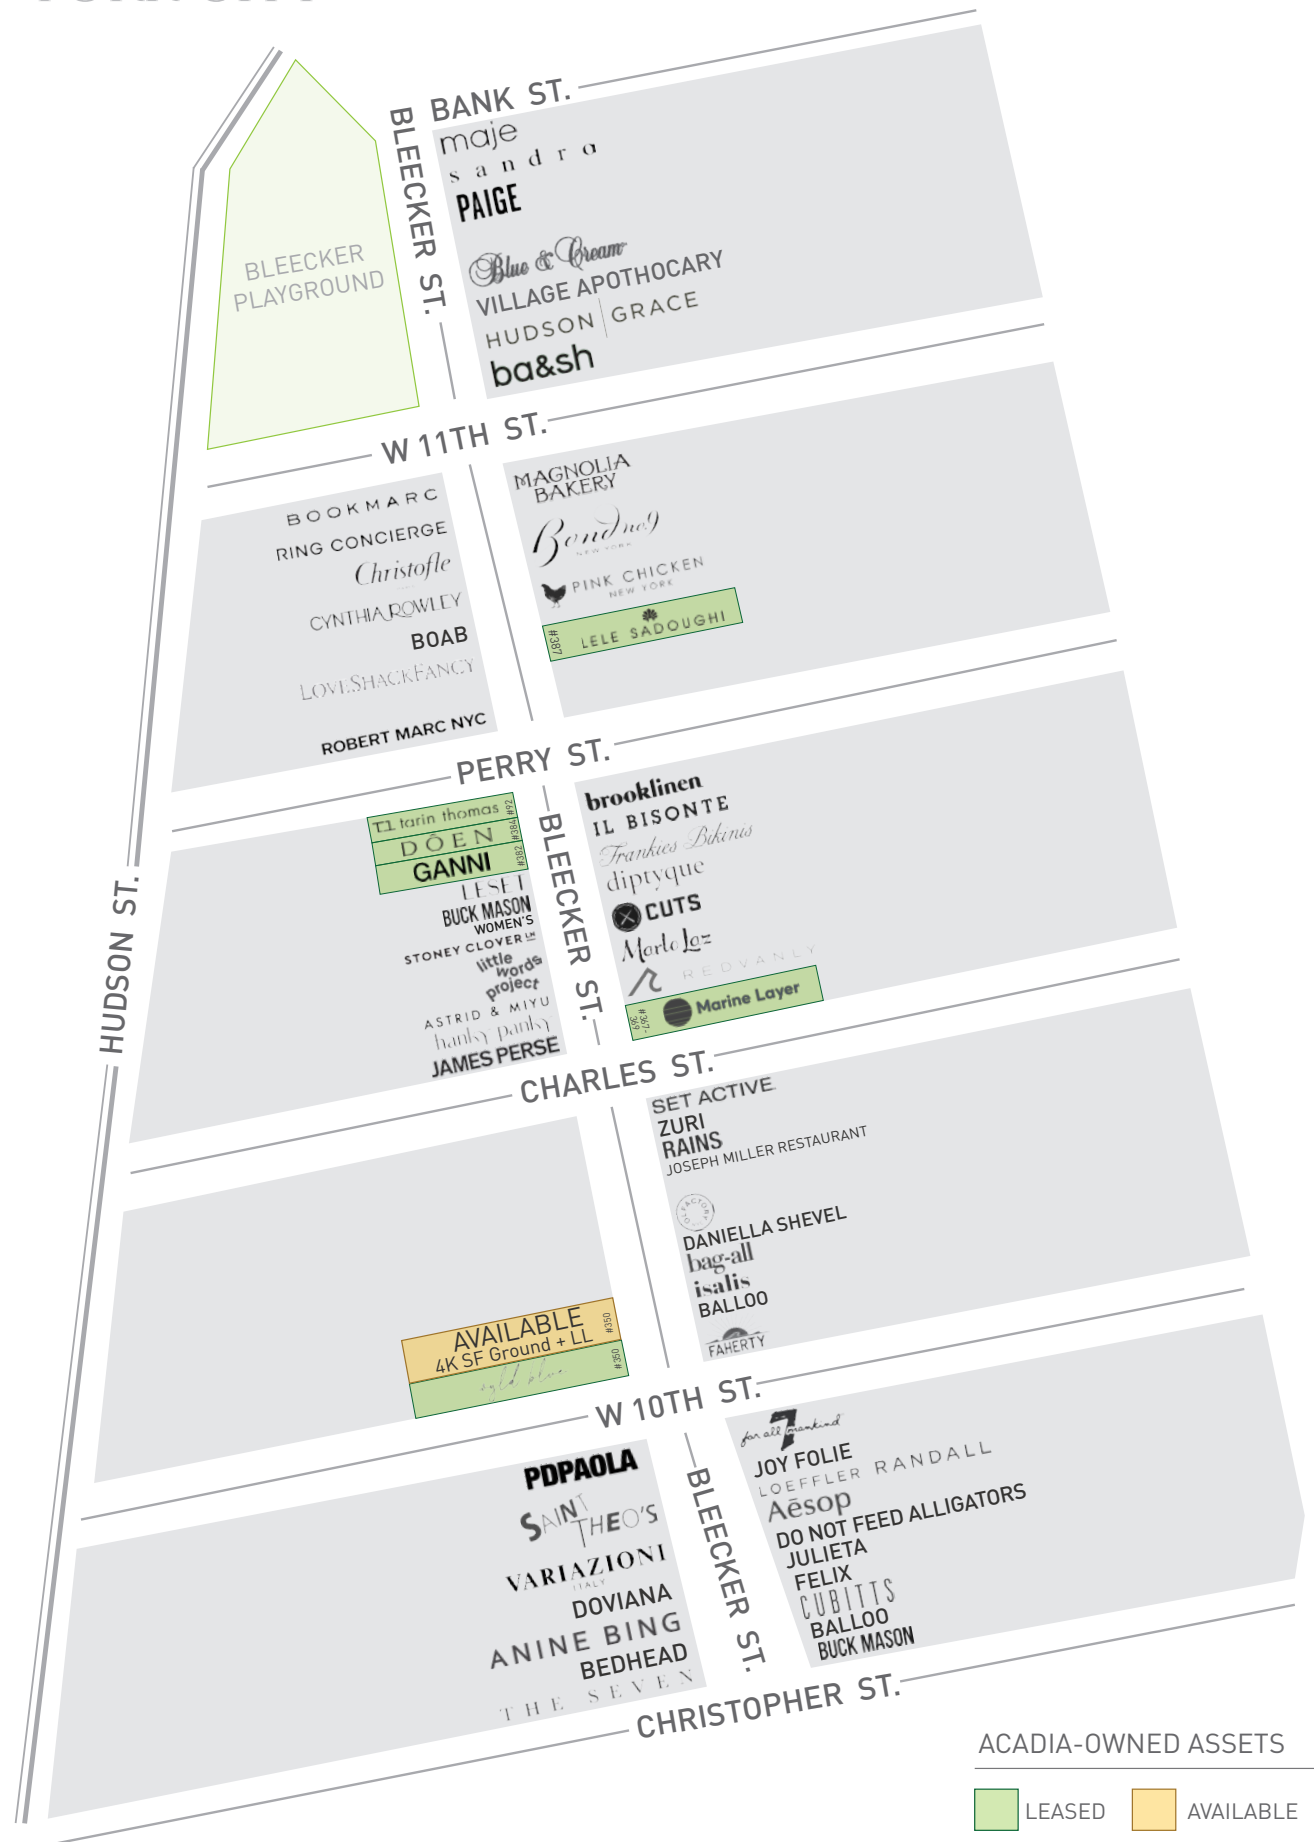 BANK ST.
BLEECKER ST.
maje
sandro
PAIGE
Blue & Cream
VILLAGE APOTHOCARY
HUDSON GRACE
ba&sh
BLEECKER
PLAYGROUND
W 11TH ST.
BOOKMARC
RING CONCIERGE
Christofle
CYNTHIA ROWLEY
BOAB
LOVESHACKFANCY
ROBERT MARC NYC
MAGNOLIA
BAKERY
Bond no.9
NEW YORK
PINK CHICKEN
NEW YORK
#387
LELE SADOUGHI
PERRY ST.
HUDSON ST.
T1 tarin thomas #92
DÔEN #384
GANNI #382
LESET
BUCK MASON
WOMEN'S
STONEY CLOVER LN
little
words
project
ASTRID & MIYU
hanky panky
JAMES PERSE
BLEECKER ST.
brooklinen
IL BISONTE
Frankies Bikinis
diptyque
CUTS
Marlo Laz
REDVANLY
#367-
369
Marine Layer
CHARLES ST.
AVAILABLE
4K SF Ground + LL
#350
#350
SET ACTIVE
ZURI
RAINS
JOSEPH MILLER RESTAURANT
OLFACTORY
DANIELLA SHEVEL
bag-all
isalis
BALLOO
FAHERTY
W 10TH ST.
PDPAOLA
SAINT
THEO'S
VARIAZIONI
ITALY
DOVIANA
ANINE BING
BEDHEAD
THE SEVEN
BLEECKER ST.
for all 7 mankind
JOY FOLIE
LOEFFLER RANDALL
Aēsop
DO NOT FEED ALLIGATORS
JULIETA
FELIX
CUBITTS
BALLOO
BUCK MASON
CHRISTOPHER ST.
ACADIA-OWNED ASSETS
LEASED
AVAILABLE